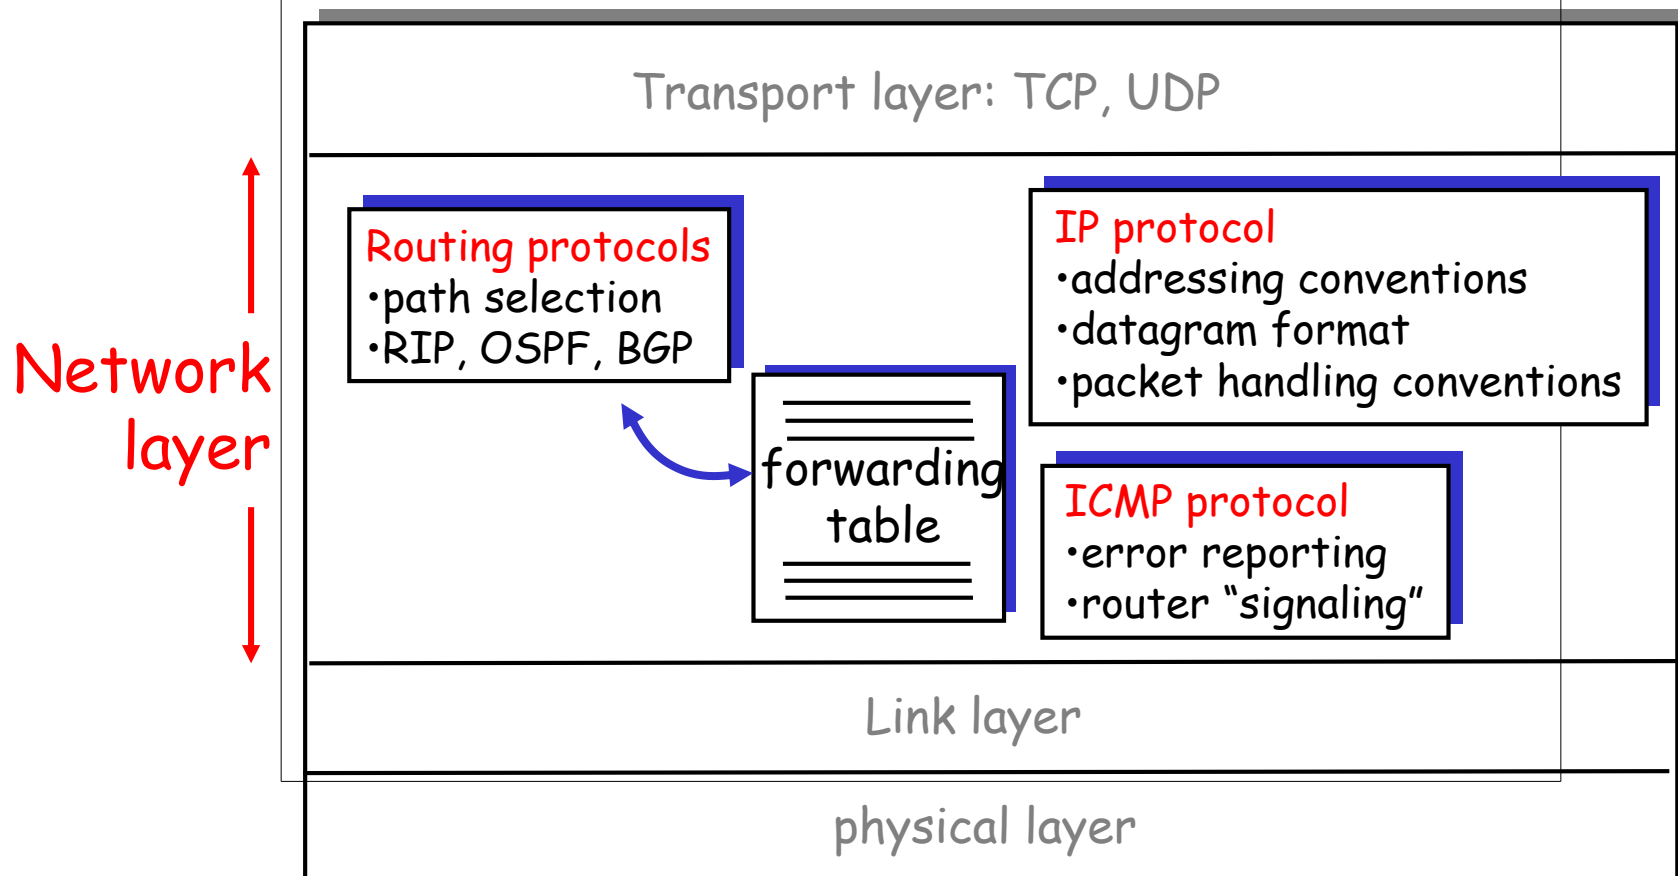 Transport layer: TCP, UDP
Network
layer
Routing protocols
•path selection
•RIP, OSPF, BGP
forwarding
table
IP protocol
•addressing conventions
•datagram format
•packet handling conventions
ICMP protocol
•error reporting
•router “signaling”
Link layer
physical layer